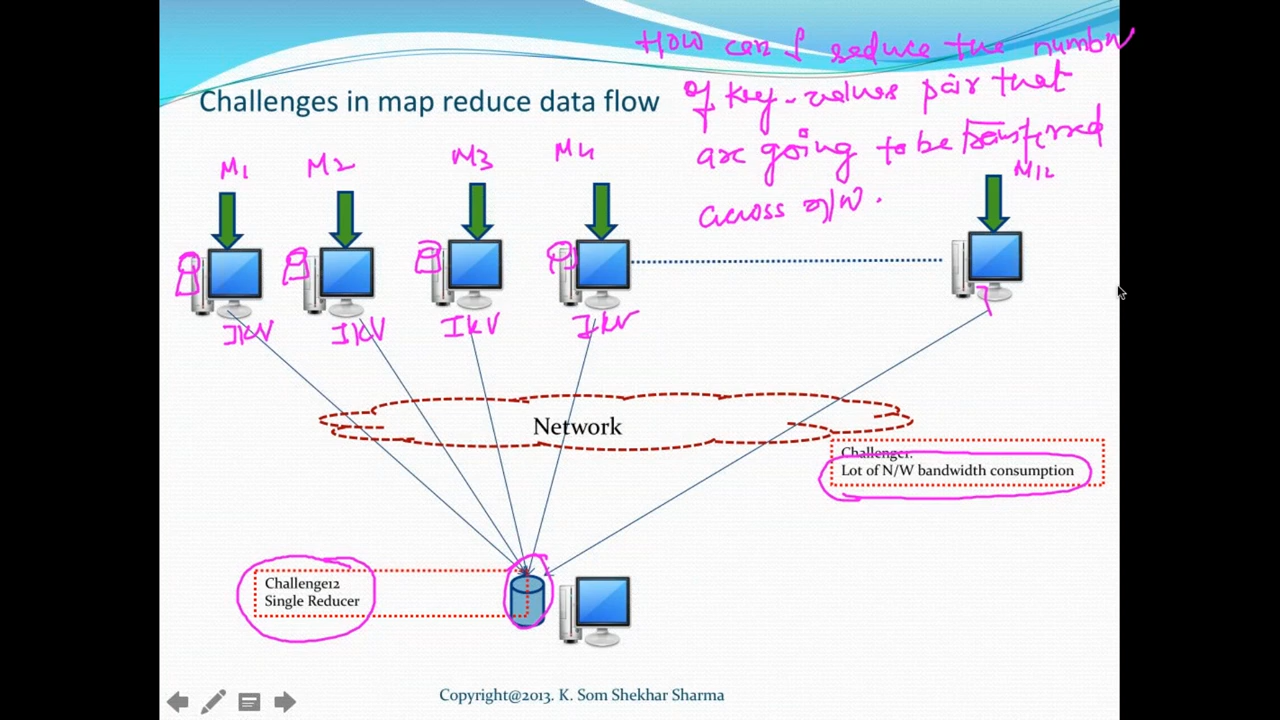 How can I reduce the number
of key-values pair that
are going to be transferred
across n/w.
Challenges in map reduce data flow
M1 M2 M3 M4 M12
IKV IKV IKV IKV
Network
Challenge1:
Lot of N/W bandwidth consumption
Challenge12
Single Reducer
Copyright@2013. K. Som Shekhar Sharma